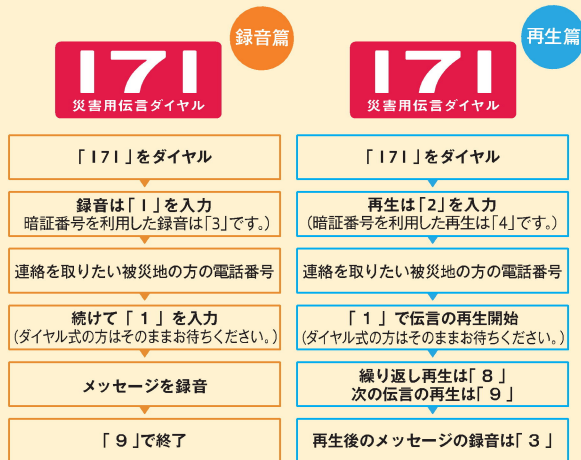 録音篇
171
災害用伝言ダイヤル
「171」をダイヤル
録音は「1」を入力
暗証番号を利用した録音は「3」です。)
連絡を取りたい被災地の方の電話番号
続けて「 1 」を入力
(ダイヤル式の方はそのままお待ちください。)
メッセージを録音
「 9 」で終了
再生篇
171
災害用伝言ダイヤル
「171」をダイヤル
再生は「2」を入力
(暗証番号を利用した再生は「4」です。)
連絡を取りたい被災地の方の電話番号
「 1 」で伝言の再生開始
(ダイヤル式の方はそのままお待ちください。)
繰り返し再生は「 8 」
次の伝言の再生は「 9 」
再生後のメッセージの録音は「 3 」